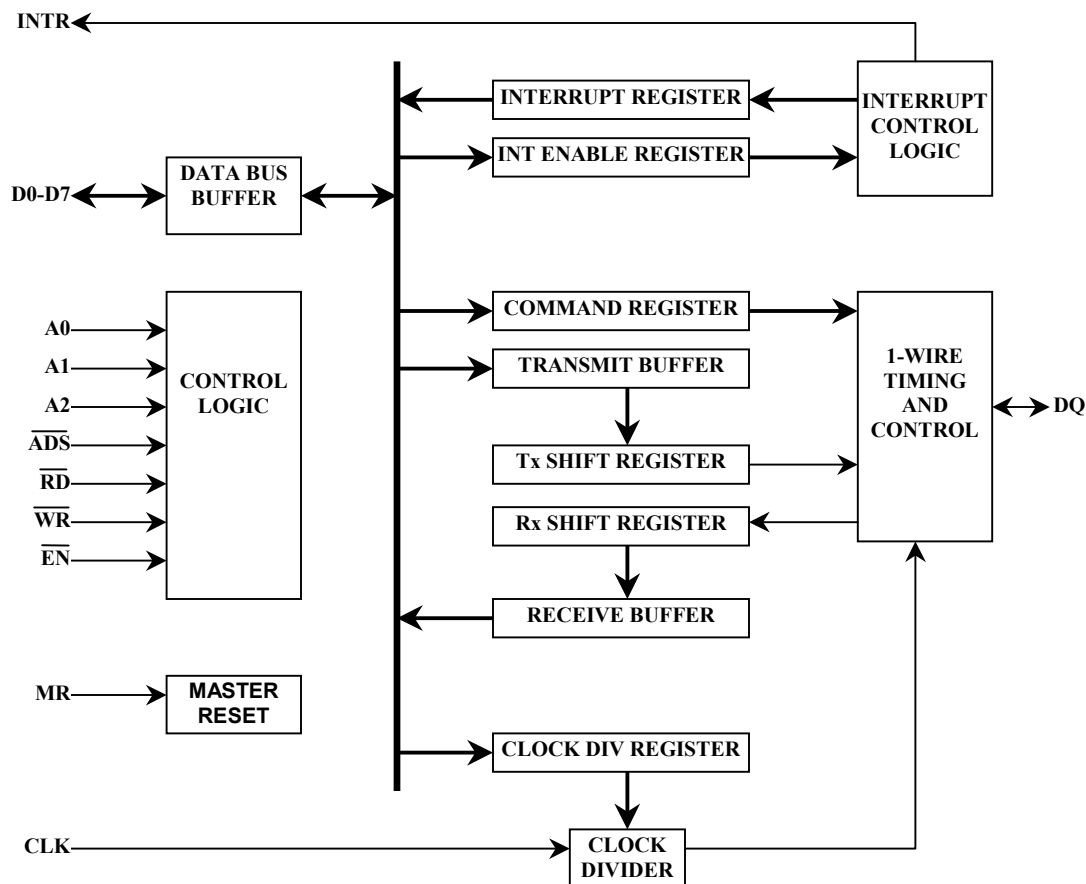 INTR
INTERRUPT REGISTER
INTERRUPT
CONTROL
LOGIC
INT ENABLE REGISTER
D0-D7
DATA BUS
BUFFER
A0
A1
A2
ADS
RD
WR
EN
CONTROL
LOGIC
COMMAND REGISTER
TRANSMIT BUFFER
Tx SHIFT REGISTER
Rx SHIFT REGISTER
RECEIVE BUFFER
1-WIRE
TIMING
AND
CONTROL
DQ
MR
MASTER
RESET
CLOCK DIV REGISTER
CLK
CLOCK
DIVIDER